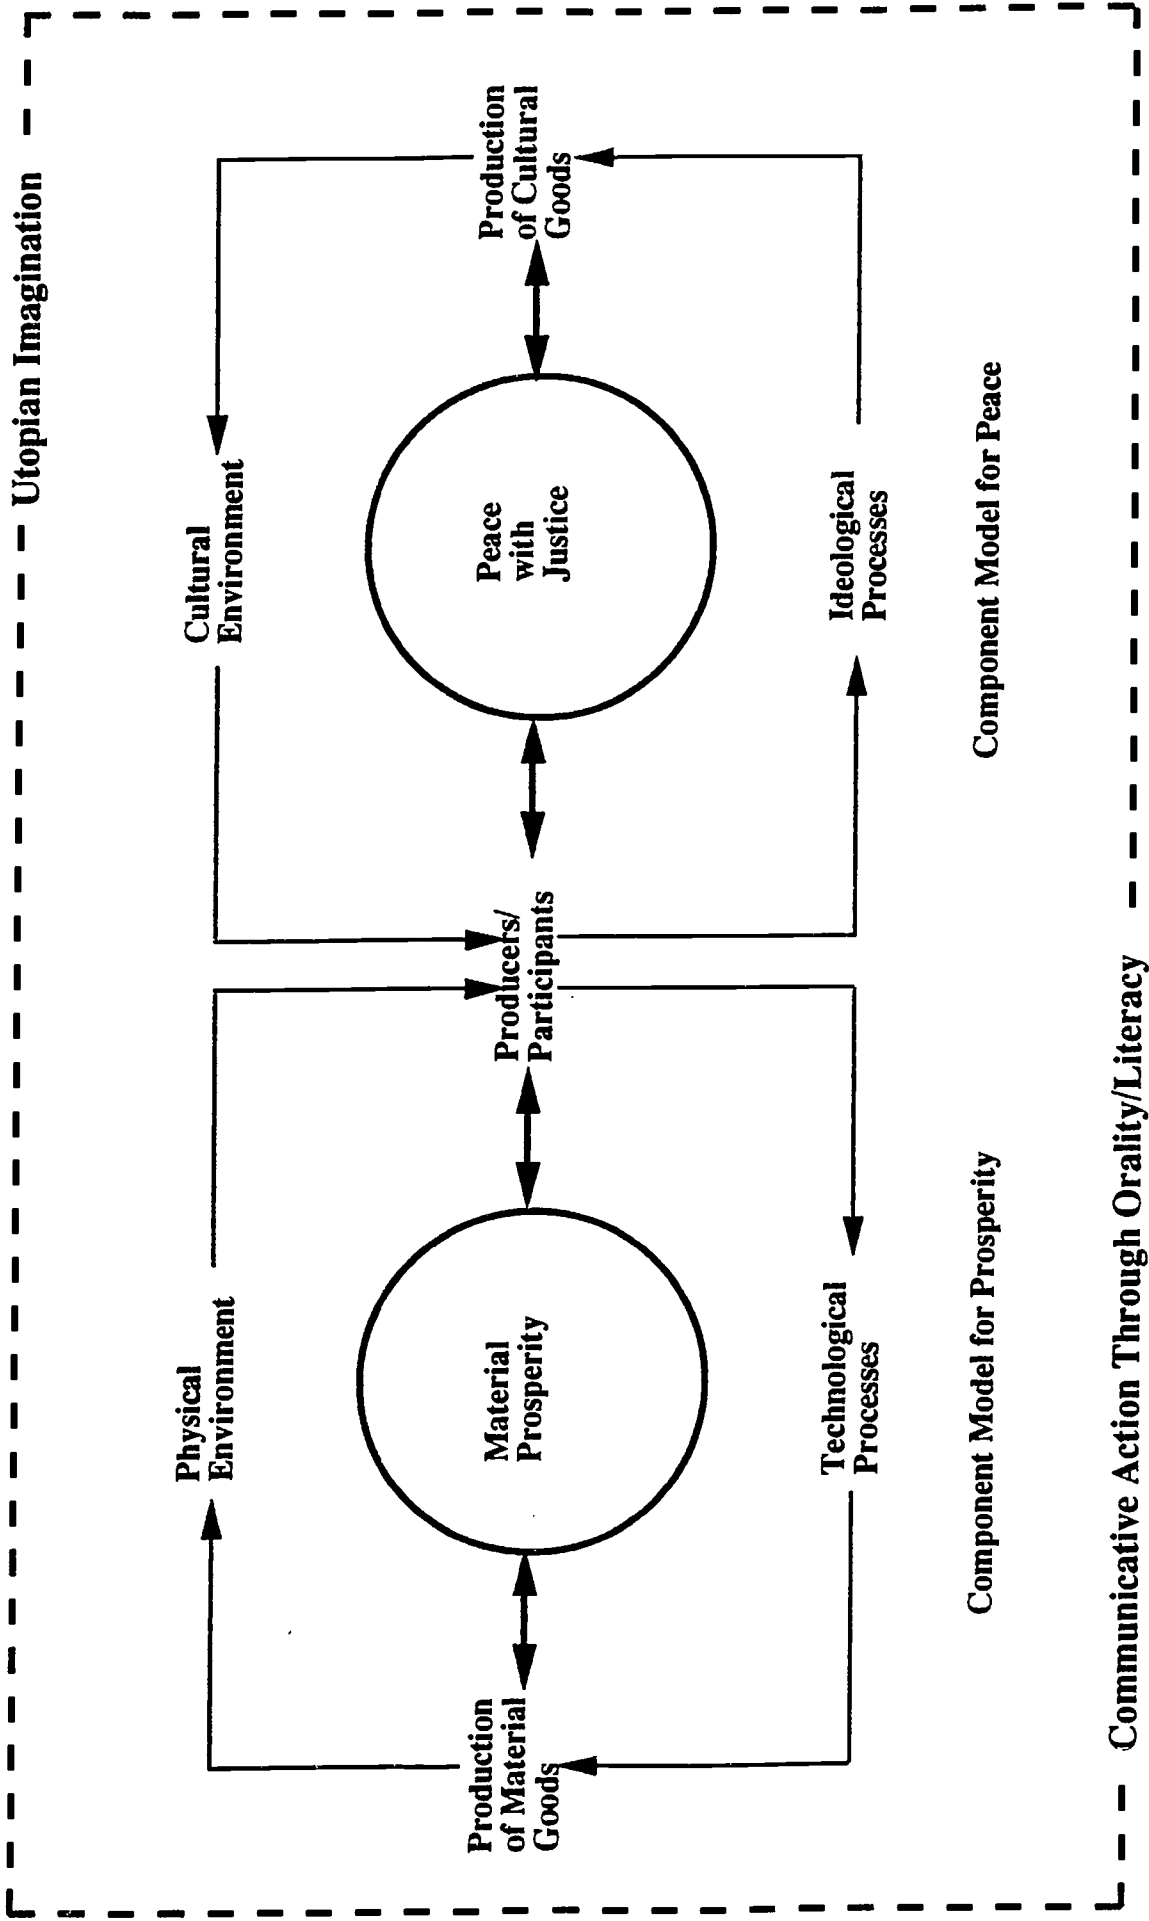 Utopian Imagination
Physical
Environment
Cultural
Environment
Production
of Material
Goods
Material
Prosperity
Producers/
Participants
Peace
with
Justice
Production
of Cultural
Goods
Technological
Processes
Ideological
Processes
Component Model for Prosperity
Component Model for Peace
Communicative Action Through Orality/Literacy